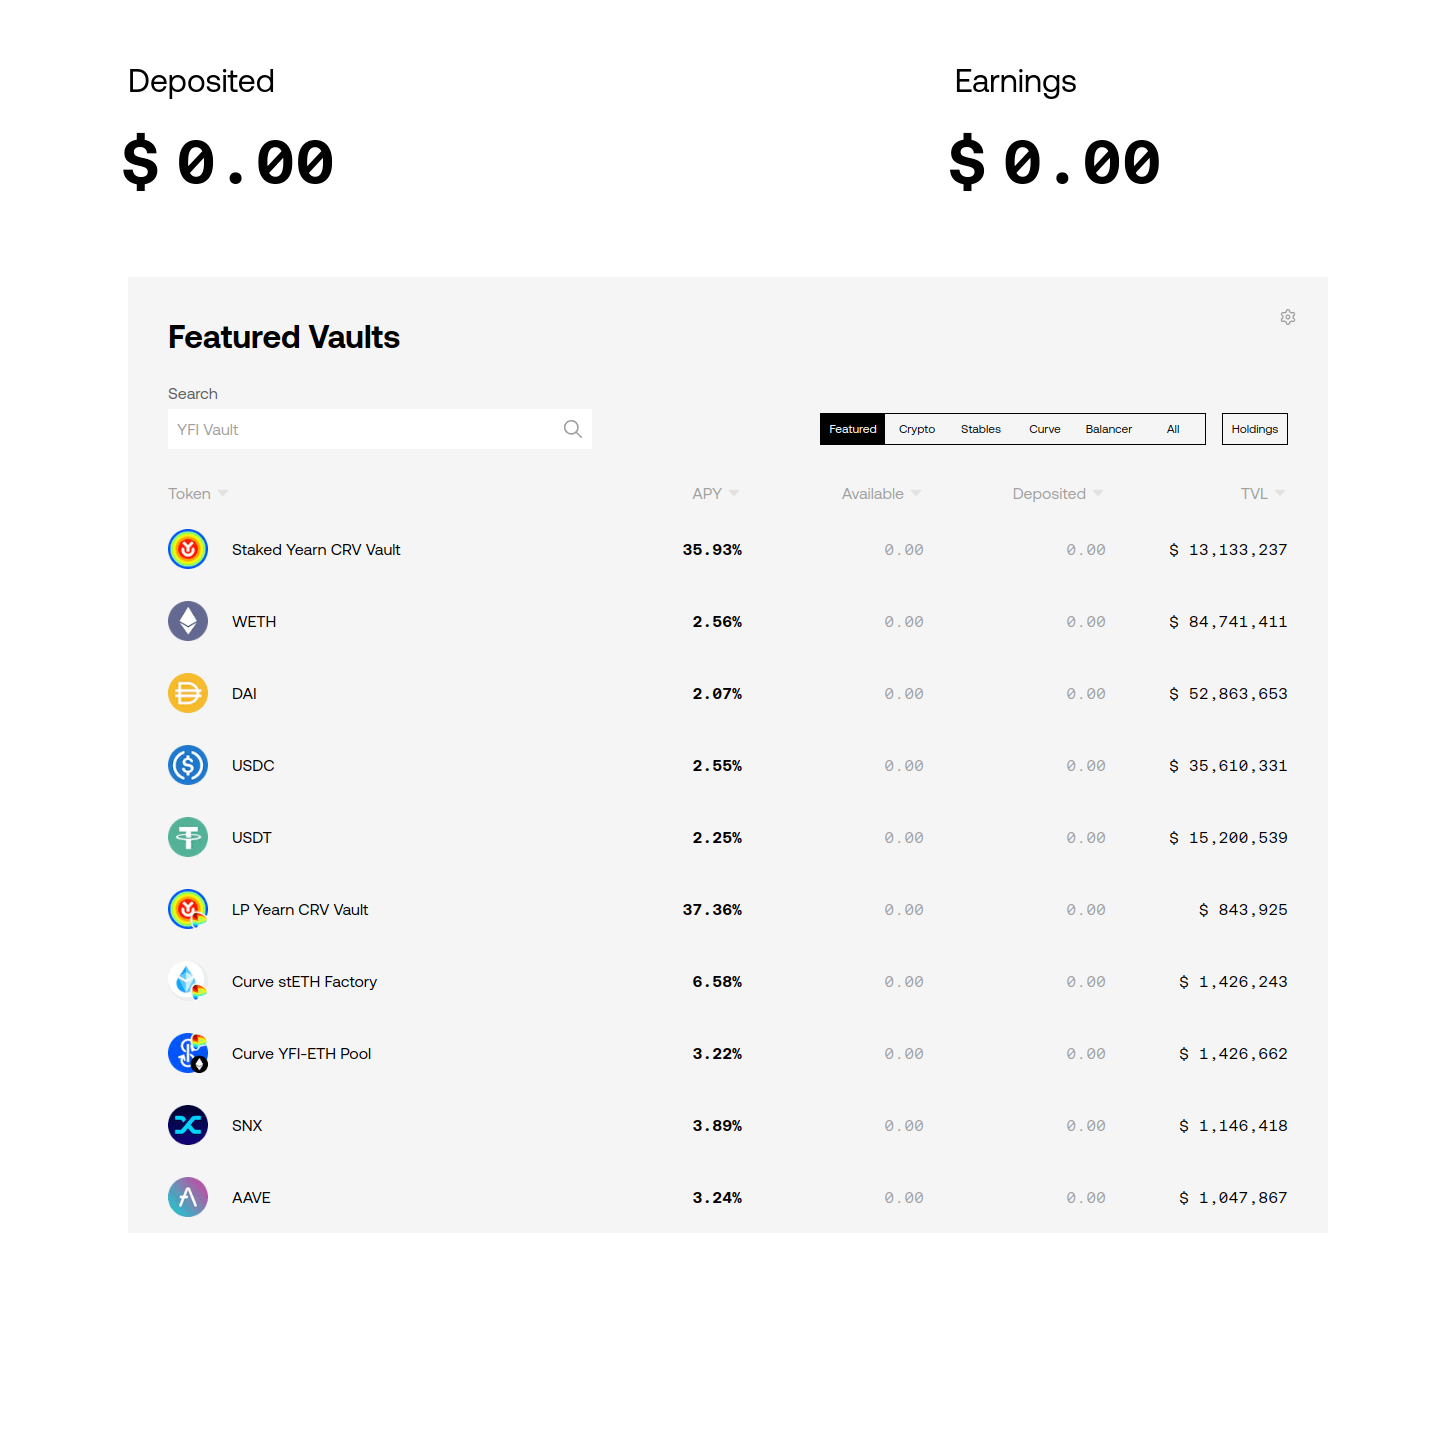 Deposited
Earnings
$ 0.00
$ 0.00
Featured Vaults
Search
YFI Vault
Featured Crypto Stables Curve Balancer All Holdings
Token APY Available Deposited TVL
Staked Yearn CRV Vault 35.93% 0.00 0.00 $ 13,133,237
WETH 2.56% 0.00 0.00 $ 84,741,411
DAI 2.07% 0.00 0.00 $ 52,863,653
USDC 2.55% 0.00 0.00 $ 35,610,331
USDT 2.25% 0.00 0.00 $ 15,200,539
LP Yearn CRV Vault 37.36% 0.00 0.00 $ 843,925
Curve stETH Factory 6.58% 0.00 0.00 $ 1,426,243
Curve YFI-ETH Pool 3.22% 0.00 0.00 $ 1,426,662
SNX 3.89% 0.00 0.00 $ 1,146,418
AAVE 3.24% 0.00 0.00 $ 1,047,867